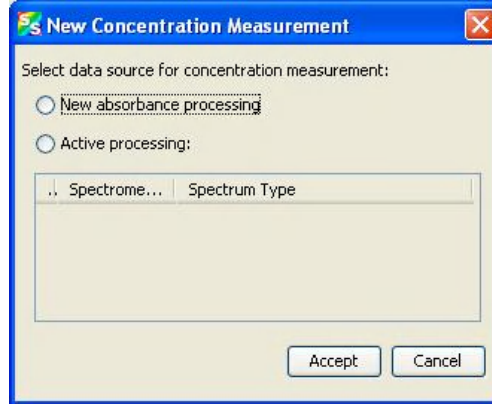 New Concentration Measurement
Select data source for concentration measurement:
New absorbance processing
Active processing:
.. Spectrome... Spectrum Type
Accept Cancel